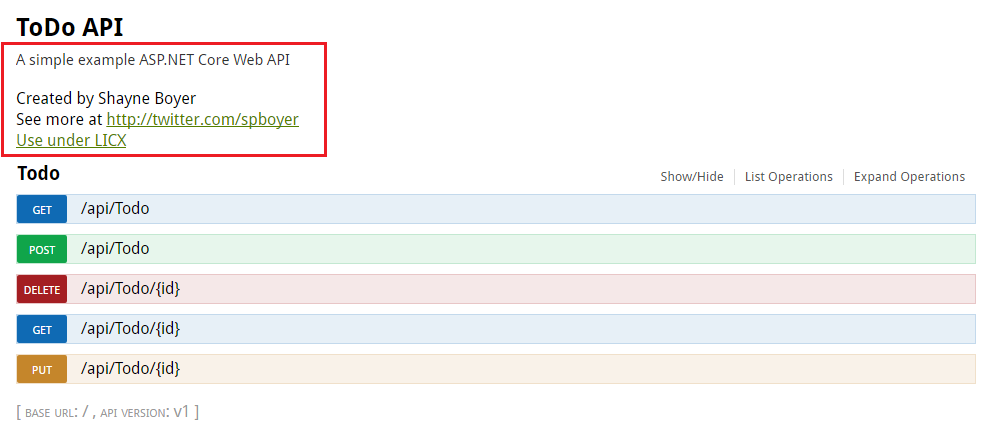 ToDo API
A simple example ASP.NET Core Web API
Created by Shayne Boyer
See more at http://twitter.com/spboyer
Use under LICX
Todo Show/Hide List Operations Expand Operations
GET /api/Todo
POST /api/Todo
DELETE /api/Todo/{id}
GET /api/Todo/{id}
PUT /api/Todo/{id}
[ BASE URL: / , API VERSION: v1 ]